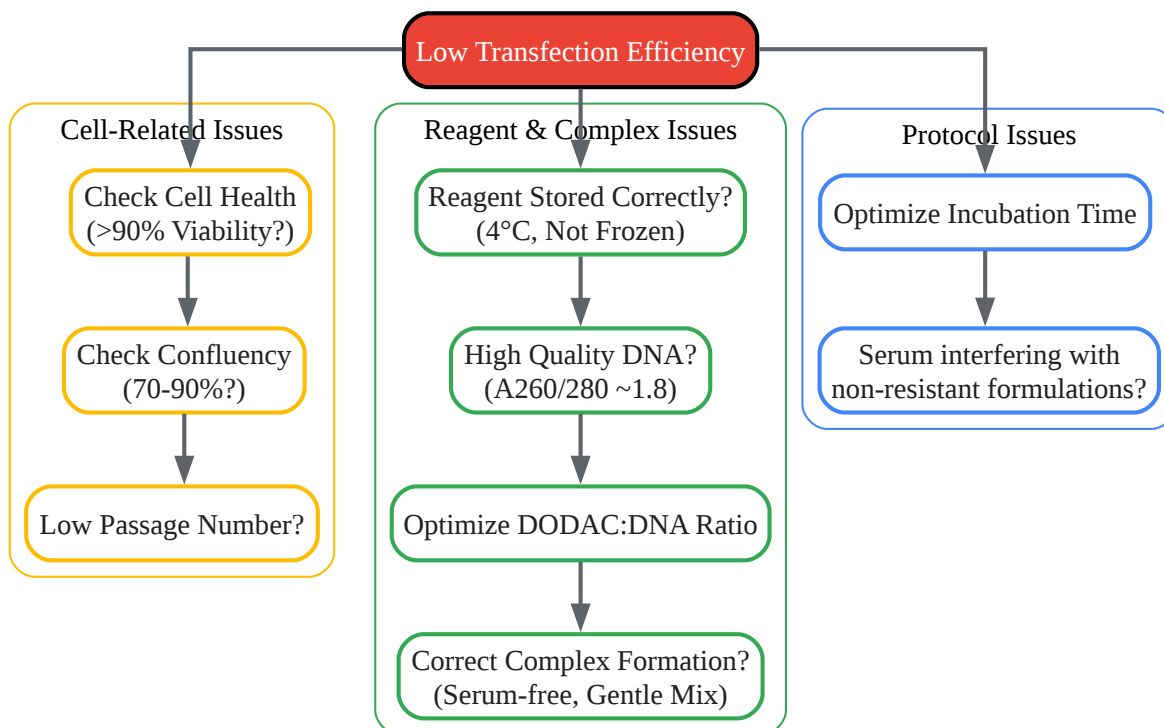 Low Transfection Efficiency
Cell-Related Issues
Check Cell Health
(>90% Viability?)
Check Confluency
(70-90%?)
Low Passage Number?
Reagent & Complex Issues
Reagent Stored Correctly?
(4°C, Not Frozen)
High Quality DNA?
(A260/280 ~1.8)
Optimize DODAC:DNA Ratio
Correct Complex Formation?
(Serum-free, Gentle Mix)
Protocol Issues
Optimize Incubation Time
Serum interfering with
non-resistant formulations?